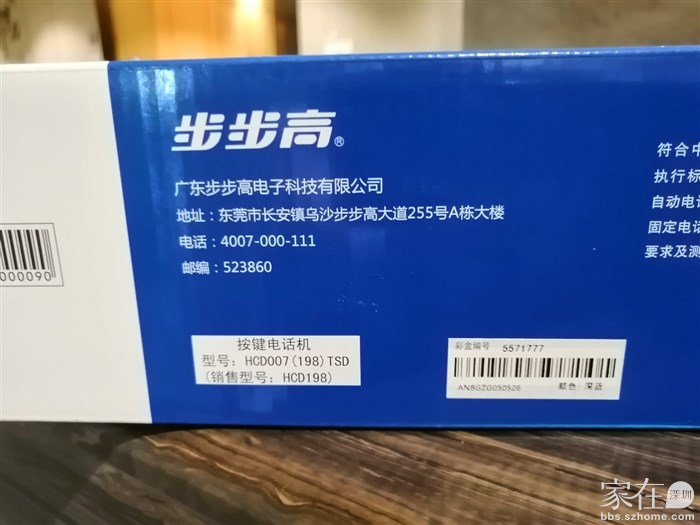 步步高®
广东步步高电子科技有限公司
地址：东莞市长安镇乌沙步步高大道255号A栋大楼
电话：4007-000-111
邮编：523860
符合中
执行标
自动电话
固定电话
要求及测
000090
按键电话机
型号：HCD007(198)TSD
(销售型号：HCD198)
彩盒编号 5571777
AN8GZG050526 颜色：深蓝
家在深圳
bbs.szhome.com